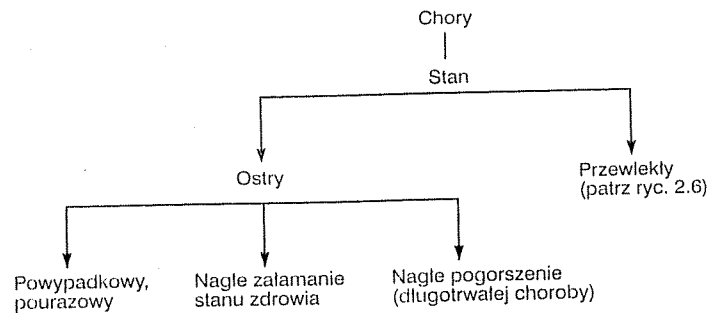 Chory
Stan
Ostry
Przewlekły
(patrz ryc. 2.6)
Powypadkowy,
pourazowy
Nagłe załamanie
stanu zdrowia
Nagłe pogorszenie
(długotrwałej choroby)